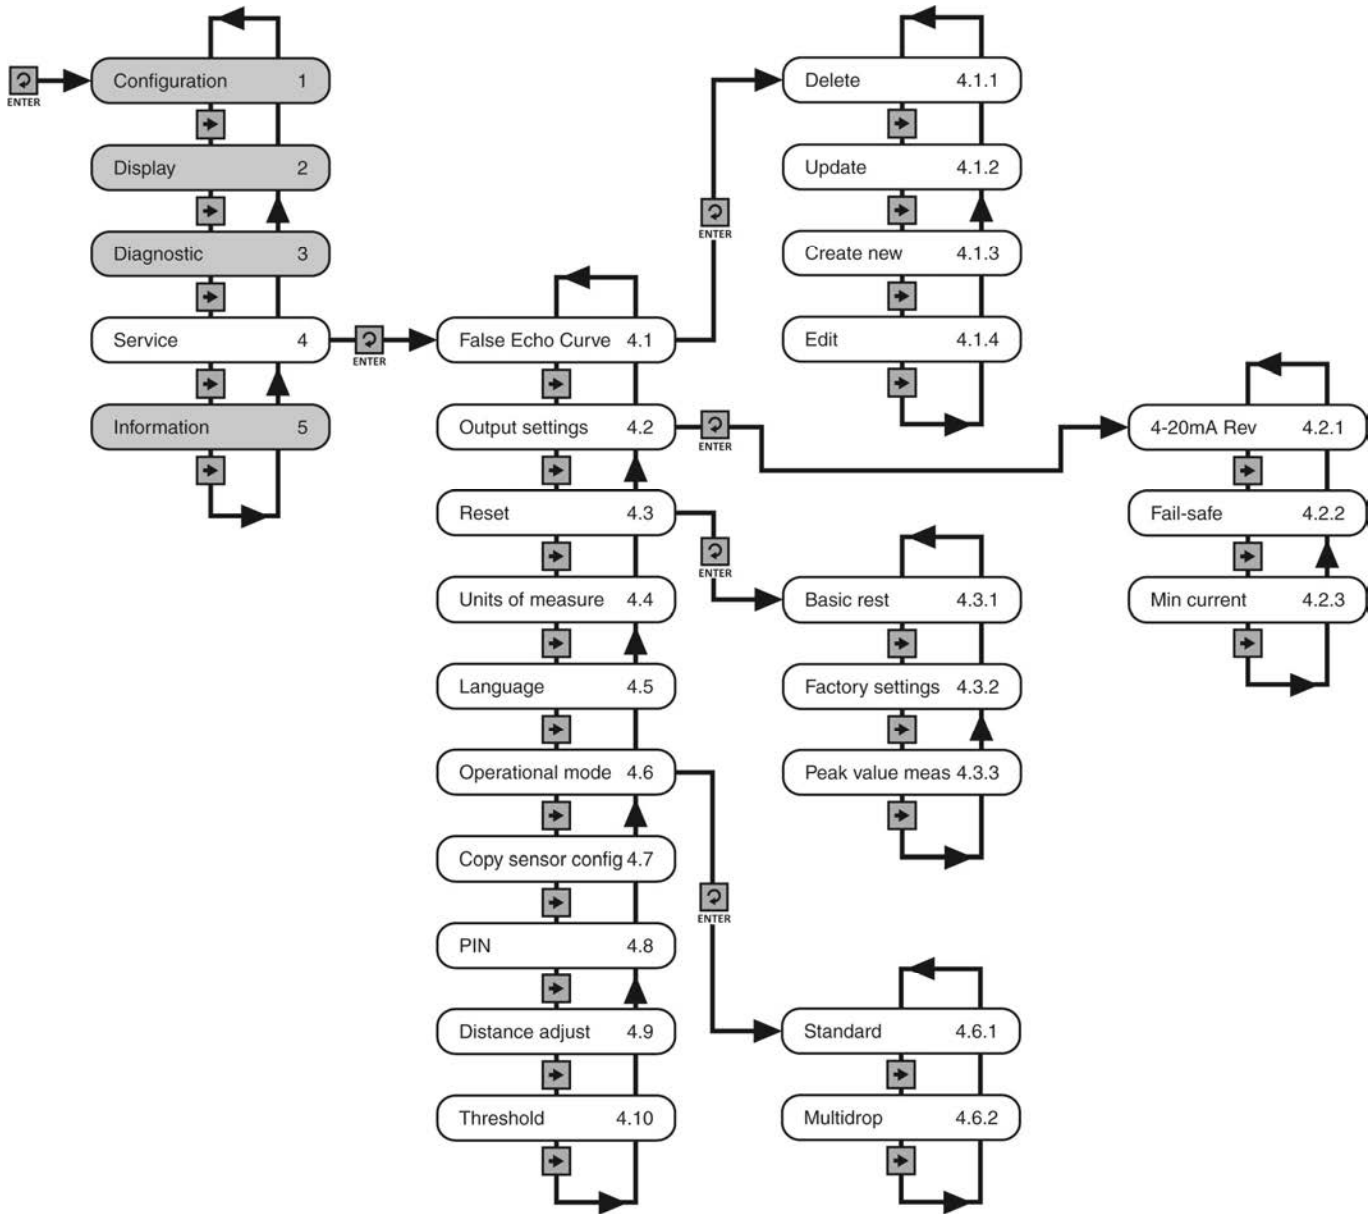 ENTER
Configuration 1
Display 2
Diagnostic 3
Service 4
Information 5
ENTER
False Echo Curve 4.1
Output settings 4.2
Reset 4.3
Units of measure 4.4
Language 4.5
Operational mode 4.6
Copy sensor config 4.7
PIN 4.8
Distance adjust 4.9
Threshold 4.10
ENTER
Delete 4.1.1
Update 4.1.2
Create new 4.1.3
Edit 4.1.4
ENTER
4-20mA Rev 4.2.1
Fail-safe 4.2.2
Min current 4.2.3
ENTER
Basic rest 4.3.1
Factory settings 4.3.2
Peak value meas 4.3.3
ENTER
Standard 4.6.1
Multidrop 4.6.2